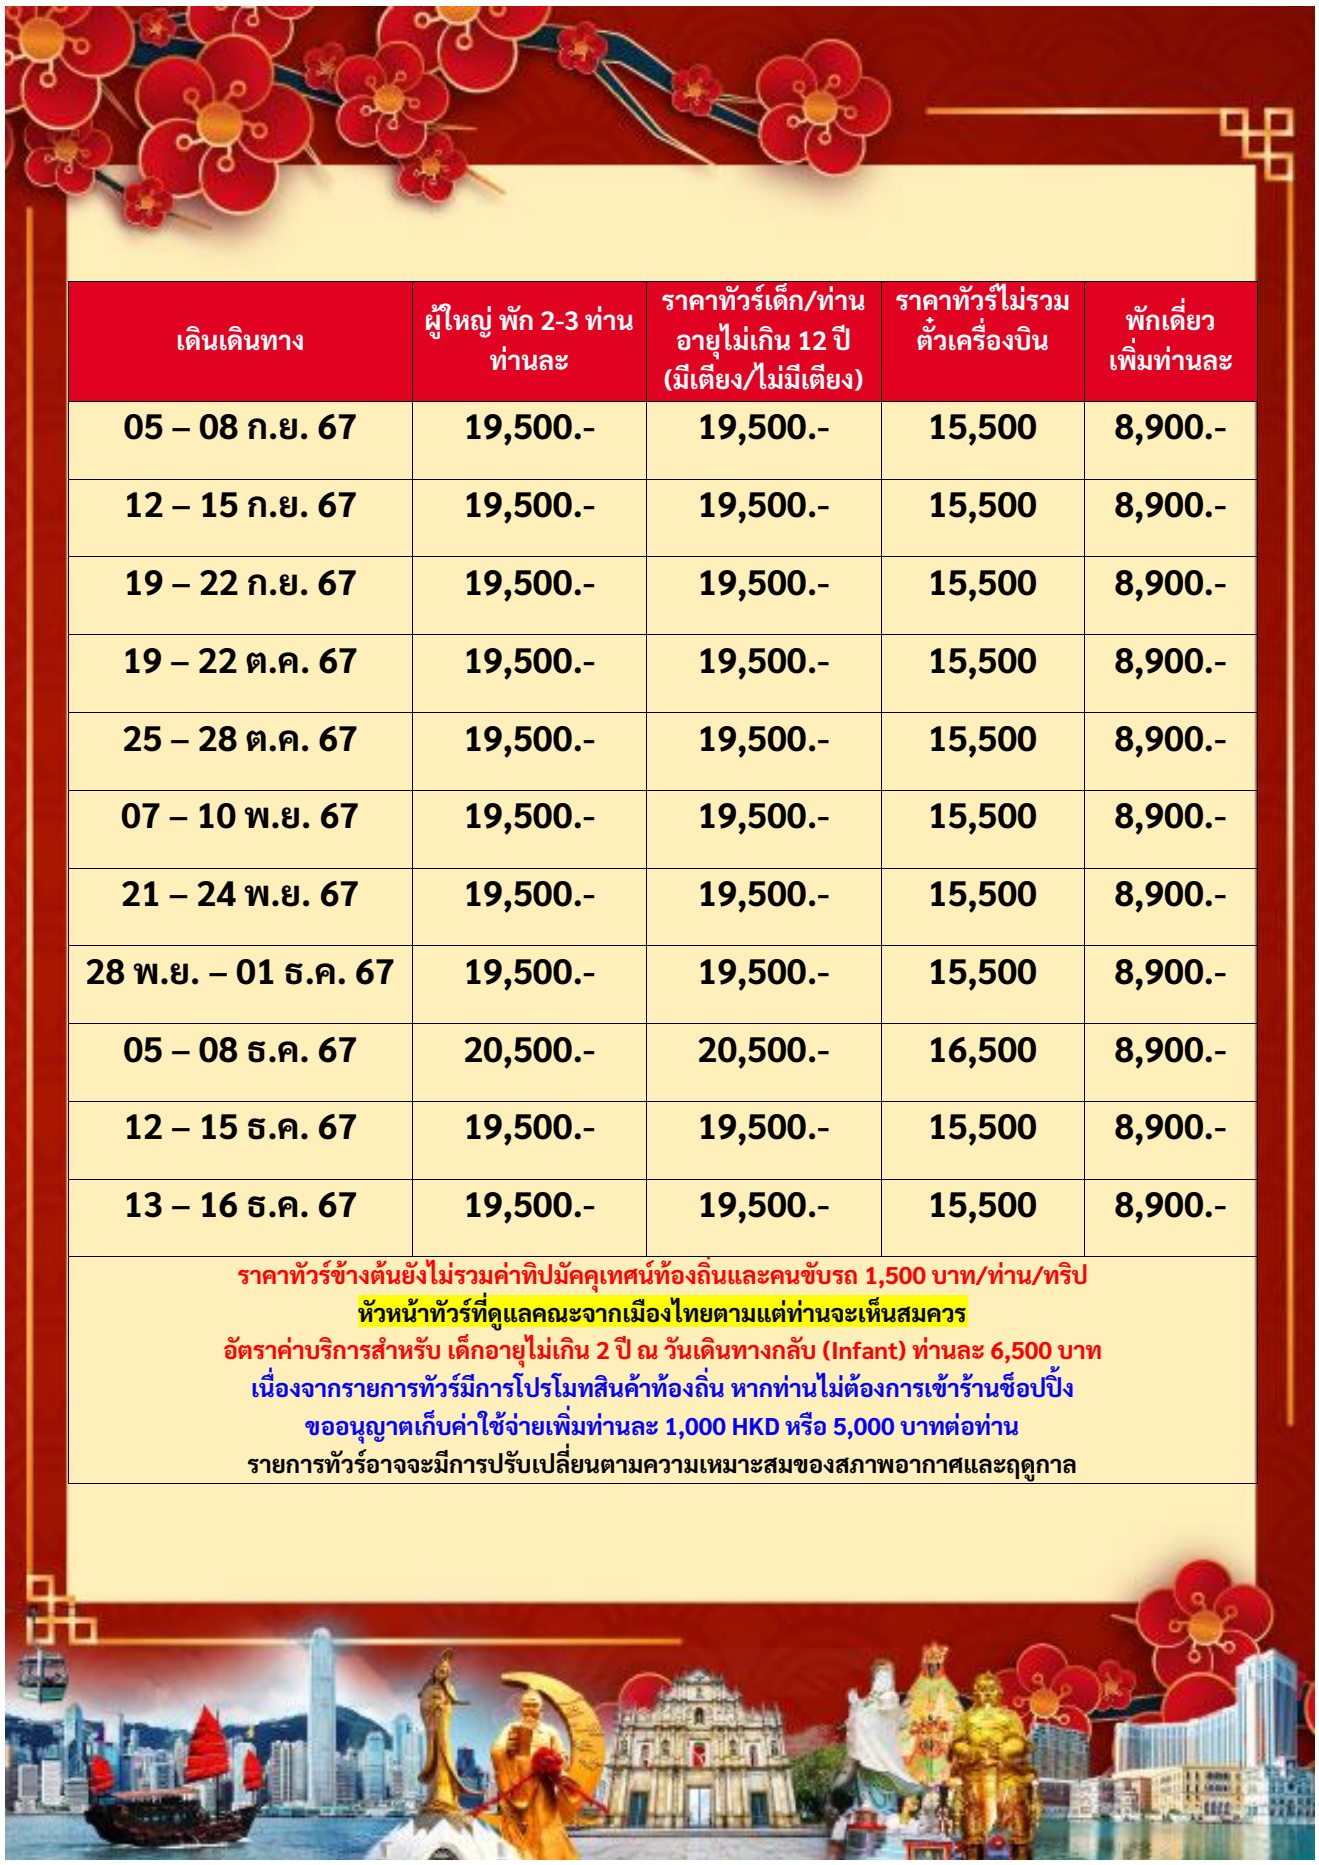 เดินเดินทาง
ผู้ใหญ่ พัก 2-3 ท่าน
ท่านละ
ราคาทัวร์เด็ก/ท่าน
อายุไม่เกิน 12 ปี
(มีเตียง/ไม่มีเตียง)
ราคาทัวร์ไม่รวม
ตั๋วเครื่องบิน
พักเดี่ยว
เพิ่มท่านละ
05 – 08 ก.ย. 67 19,500.- 19,500.- 15,500 8,900.-
12 – 15 ก.ย. 67 19,500.- 19,500.- 15,500 8,900.-
19 – 22 ก.ย. 67 19,500.- 19,500.- 15,500 8,900.-
19 – 22 ต.ค. 67 19,500.- 19,500.- 15,500 8,900.-
25 – 28 ต.ค. 67 19,500.- 19,500.- 15,500 8,900.-
07 – 10 พ.ย. 67 19,500.- 19,500.- 15,500 8,900.-
21 – 24 พ.ย. 67 19,500.- 19,500.- 15,500 8,900.-
28 พ.ย. – 01 ธ.ค. 67 19,500.- 19,500.- 15,500 8,900.-
05 – 08 ธ.ค. 67 20,500.- 20,500.- 16,500 8,900.-
12 – 15 ธ.ค. 67 19,500.- 19,500.- 15,500 8,900.-
13 – 16 ธ.ค. 67 19,500.- 19,500.- 15,500 8,900.-
ราคาทัวร์ข้างต้นยังไม่รวมค่าทิปมัคคุเทศน์ท้องถิ่นและคนขับรถ 1,500 บาท/ท่าน/ทริป
หัวหน้าทัวร์ที่ดูแลคณะจากเมืองไทยตามแต่ท่านจะเห็นสมควร
อัตราค่าบริการสำหรับ เด็กอายุไม่เกิน 2 ปี ณ วันเดินทางกลับ (Infant) ท่านละ 6,500 บาท
เนื่องจากรายการทัวร์มีการโปรโมทสินค้าท้องถิ่น หากท่านไม่ต้องการเข้าร้านช็อปปิ้ง
ขออนุญาตเก็บค่าใช้จ่ายเพิ่มท่านละ 1,000 HKD หรือ 5,000 บาทต่อท่าน
รายการทัวร์อาจจะมีการปรับเปลี่ยนตามความเหมาะสมของสภาพอากาศและฤดูกาล